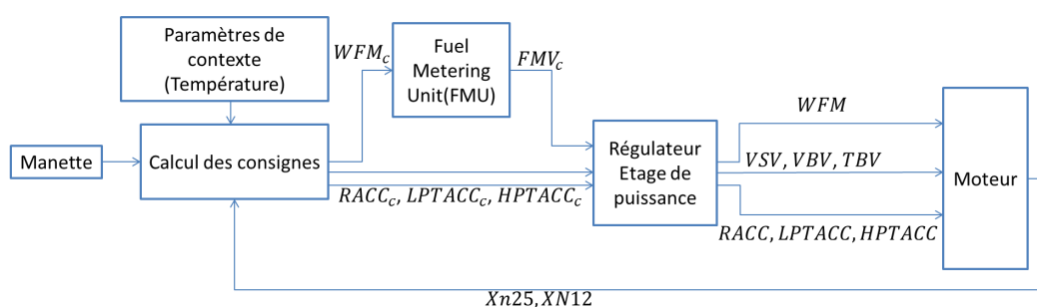 Paramètres de
contexte
(Température)
WFM_c
Fuel
Metering
Unit(FMU)
FMV_c
Manette
Calcul des consignes
RACC_c, LPTACC_c, HPTACC_c
Régulateur
Etage de
puissance
WFM
VSV, VBV, TBV
RACC, LPTACC, HPTACC
Moteur
Xn25, XN12